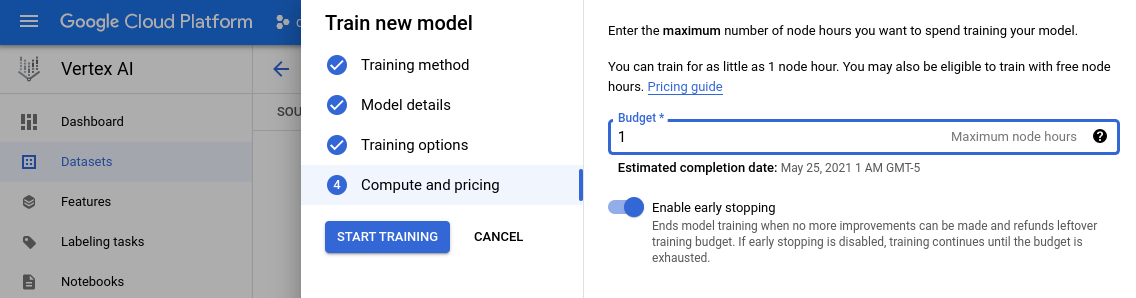 Google Cloud Platform
Vertex AI
Dashboard
Datasets
Features
Labeling tasks
Notebooks
SOU
Train new model
Training method
Model details
Training options
4 Compute and pricing
START TRAINING CANCEL
Enter the maximum number of node hours you want to spend training your model.
You can train for as little as 1 node hour. You may also be eligible to train with free node
hours. Pricing guide
Budget *
1 Maximum node hours ?
Estimated completion date: May 25, 2021 1 AM GMT-5
Enable early stopping
Ends model training when no more improvements can be made and refunds leftover
training budget. If early stopping is disabled, training continues until the budget is
exhausted.